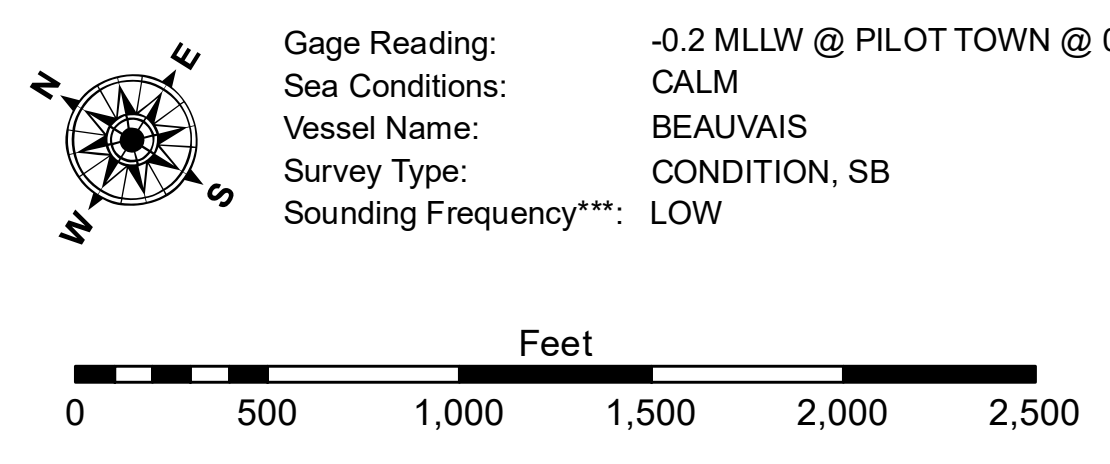 N
E
S
W
Gage Reading: -0.2 MLLW @ PILOT TOWN @
Sea Conditions: CALM
Vessel Name: BEAUVAIS
Survey Type: CONDITION, SB
Sounding Frequency***: LOW
Feet
0 500 1,000 1,500 2,000 2,500